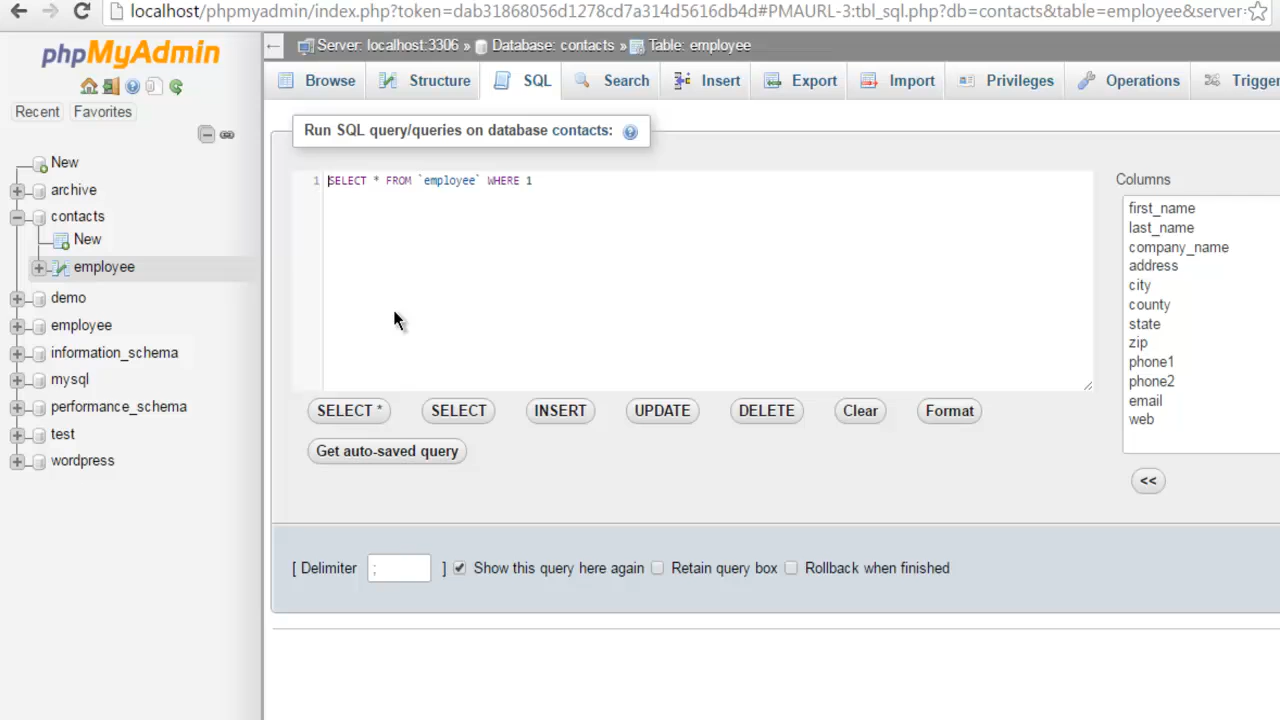 localhost/phpmyadmin/index.php?token=dab31868056d1278cd7a314d5616db4d#PMAURL-3:tbl_sql.php?db=contacts&table=employee&server
phpMyAdmin
Recent Favorites
New
archive
contacts
New
employee
demo
employee
information_schema
mysql
performance_schema
test
wordpress
Server: localhost:3306 » Database: contacts » Table: employee
Browse Structure SQL Search Insert Export Import Privileges Operations Trigger
Run SQL query/queries on database contacts:
1 SELECT * FROM `employee` WHERE 1
Columns
first_name
last_name
company_name
address
city
county
state
zip
phone1
phone2
email
web
<<
SELECT * SELECT INSERT UPDATE DELETE Clear Format
Get auto-saved query
[ Delimiter ; ] Show this query here again Retain query box Rollback when finished